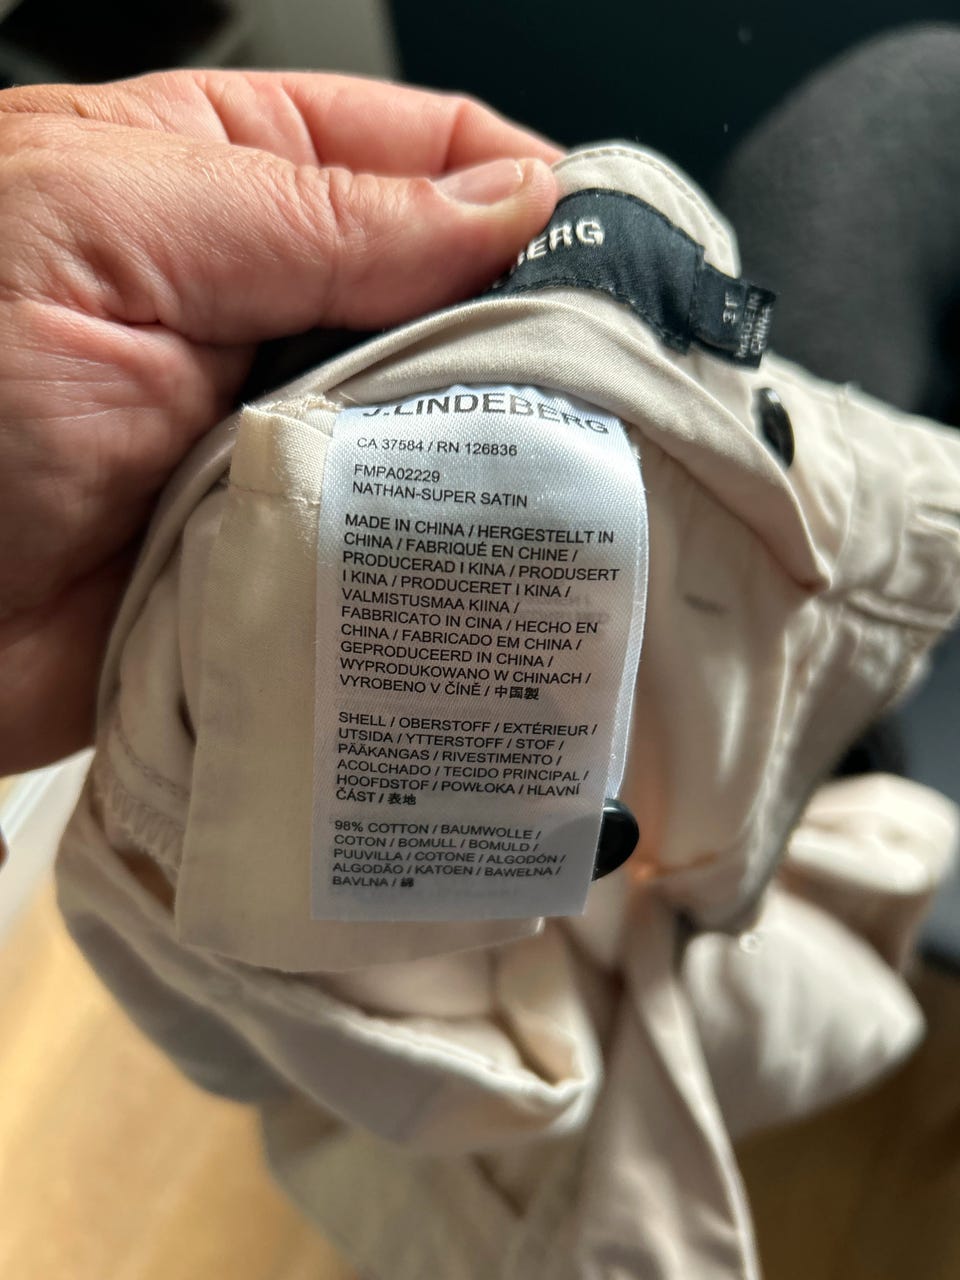 BERG
31
MADE IN
CHINA
J.LINDEBERG
CA 37584 / RN 126836
FMPA02229
NATHAN-SUPER SATIN
MADE IN CHINA / HERGESTELLT IN
CHINA / FABRIQUÉ EN CHINE /
PRODUCERAD I KINA / PRODUSERT
I KINA / PRODUCERET I KINA /
VALMISTUSMAA KIINA /
FABBRICATO IN CINA / HECHO EN
CHINA / FABRICADO EM CHINA /
GEPRODUCEERD IN CHINA /
WYPRODUKOWANO W CHINACH /
VYROBENO V ČÍNĚ / 中国製
SHELL / OBERSTOFF / EXTÉRIEUR /
UTSIDA / YTTERSTOFF / STOF /
PÄÄKANGAS / RIVESTIMENTO /
ACOLCHADO / TECIDO PRINCIPAL /
HOOFDSTOF / POWŁOKA / HLAVNÍ
ČÁST / 表地
98% COTTON / BAUMWOLLE /
COTON / BOMULL / BOMULD /
PUUVILLA / COTONE / ALGODÓN /
ALGODÃO / KATOEN / BAWEŁNA /
BAVLNA / 綿